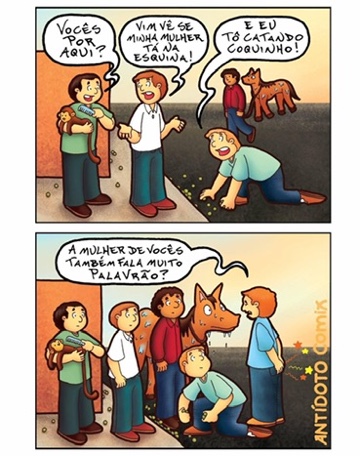 VOCÊS
POR
AQUI?
VIM VÊ SE
MINHA MULHER
TÁ NA
ESQUINA!
E EU
TÔ CATANDO
COQUINHO!
A MULHER DE VOCÊS
TAMBÉM FALA MUITO
PALAVRÃO?
ANTÍDOTO Comix